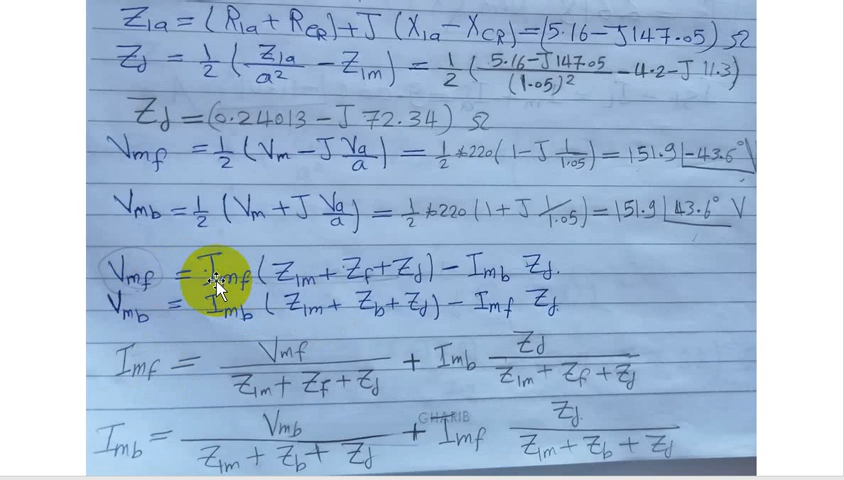 Z1a = (R1a + RCR) + J (X1a - XCR) = (5.16 - J147.05) Ω
Zd = 1/2 (Z1a/a² - Z1m) = 1/2 (5.16 - J147.05/(1.05)² - 4.2 - J 11.3)
Zd = (0.24013 - J 72.34) Ω
Vmf = 1/2 (Vm - J Va/a) = 1/2 * 220 (1 - J 1/1.05) = 151.9 ∠-43.6° V
Vmb = 1/2 (Vm + J Va/a) = 1/2 * 220 (1 + J 1/1.05) = 151.9 ∠43.6° V
Vmf = Imf (Z1m + Zf + Zd) - Imb Zd.
Vmb = Imb (Z1m + Zb + Zd) - Imf Zd.
Imf = Vmf/(Z1m + Zf + Zd) + Imb Zd/(Z1m + Zf + Zd)
GHARIB
Imb = Vmb/(Z1m + Zb + Zd) + Imf Zd/(Z1m + Zb + Zd)